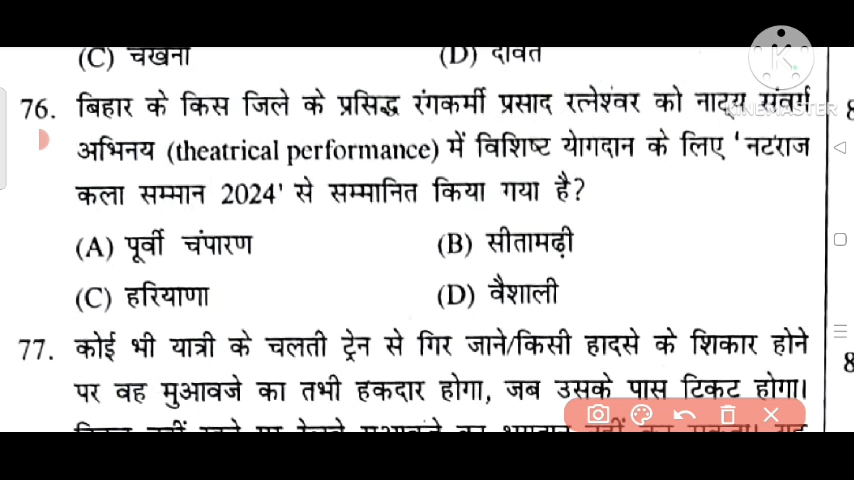 (C) चखना (D) दावत
76. बिहार के किस जिले के प्रसिद्ध रंगकर्मी प्रसाद रत्नेश्वर को नाट्य संवर्ग
अभिनय (theatrical performance) में विशिष्ट योगदान के लिए 'नटराज
कला सम्मान 2024' से सम्मानित किया गया है?
(A) पूर्वी चंपारण (B) सीतामढ़ी
(C) हरियाणा (D) वैशाली
77. कोई भी यात्री के चलती ट्रेन से गिर जाने/किसी हादसे के शिकार होने
पर वह मुआवजे का तभी हकदार होगा, जब उसके पास टिकट होगा।
KINEMASTER